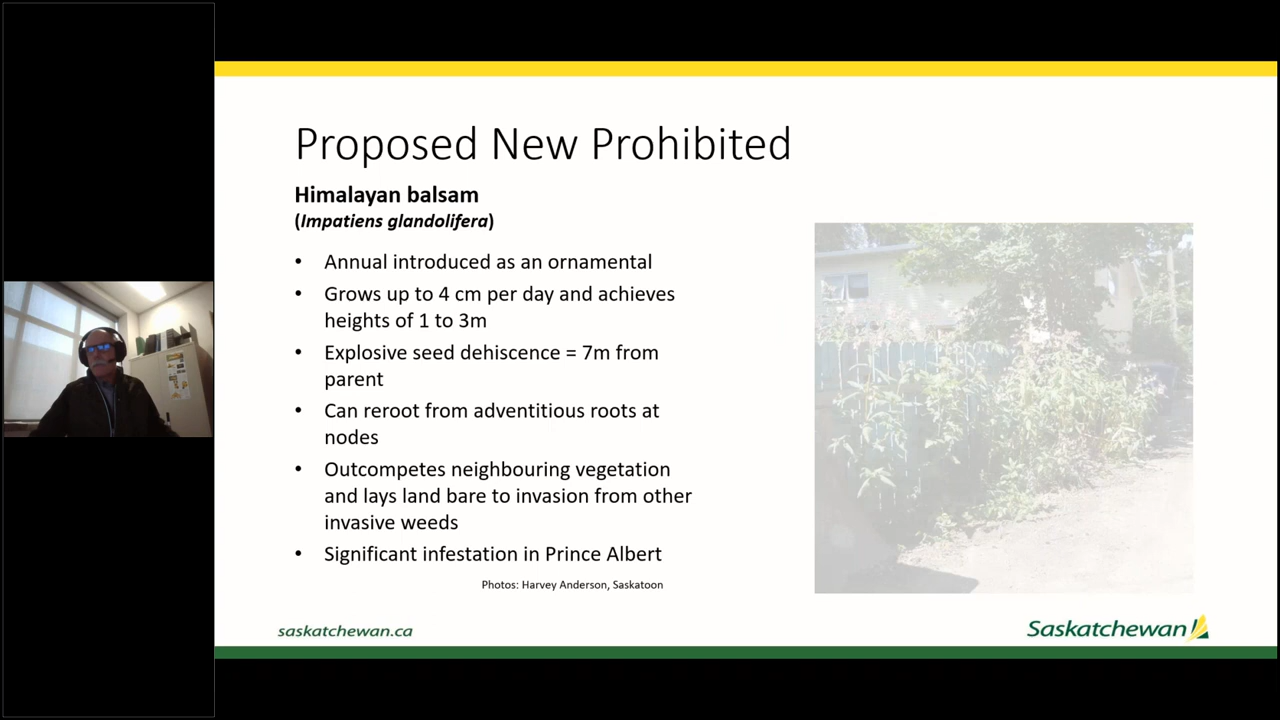 Proposed New Prohibited
Himalayan balsam
(Impatiens glandolifera)
• Annual introduced as an ornamental
• Grows up to 4 cm per day and achieves
heights of 1 to 3m
• Explosive seed dehiscence = 7m from
parent
• Can reroot from adventitious roots at
nodes
• Outcompetes neighbouring vegetation
and lays land bare to invasion from other
invasive weeds
• Significant infestation in Prince Albert
Photos: Harvey Anderson, Saskatoon
saskatchewan.ca
Saskatchewan